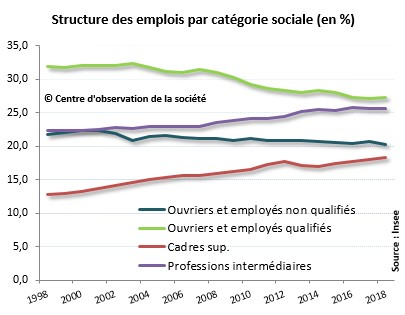 Structure des emplois par catégorie sociale (en %)
35,0
30,0
25,0
20,0
15,0
10,0
5,0
0,0
© Centre d'observation de la société
Ouvriers et employés non qualifiés
Ouvriers et employés qualifiés
Cadres sup.
Professions intermédiaires
Source : Insee
1998 2000 2002 2004 2006 2008 2010 2012 2014 2016 2018